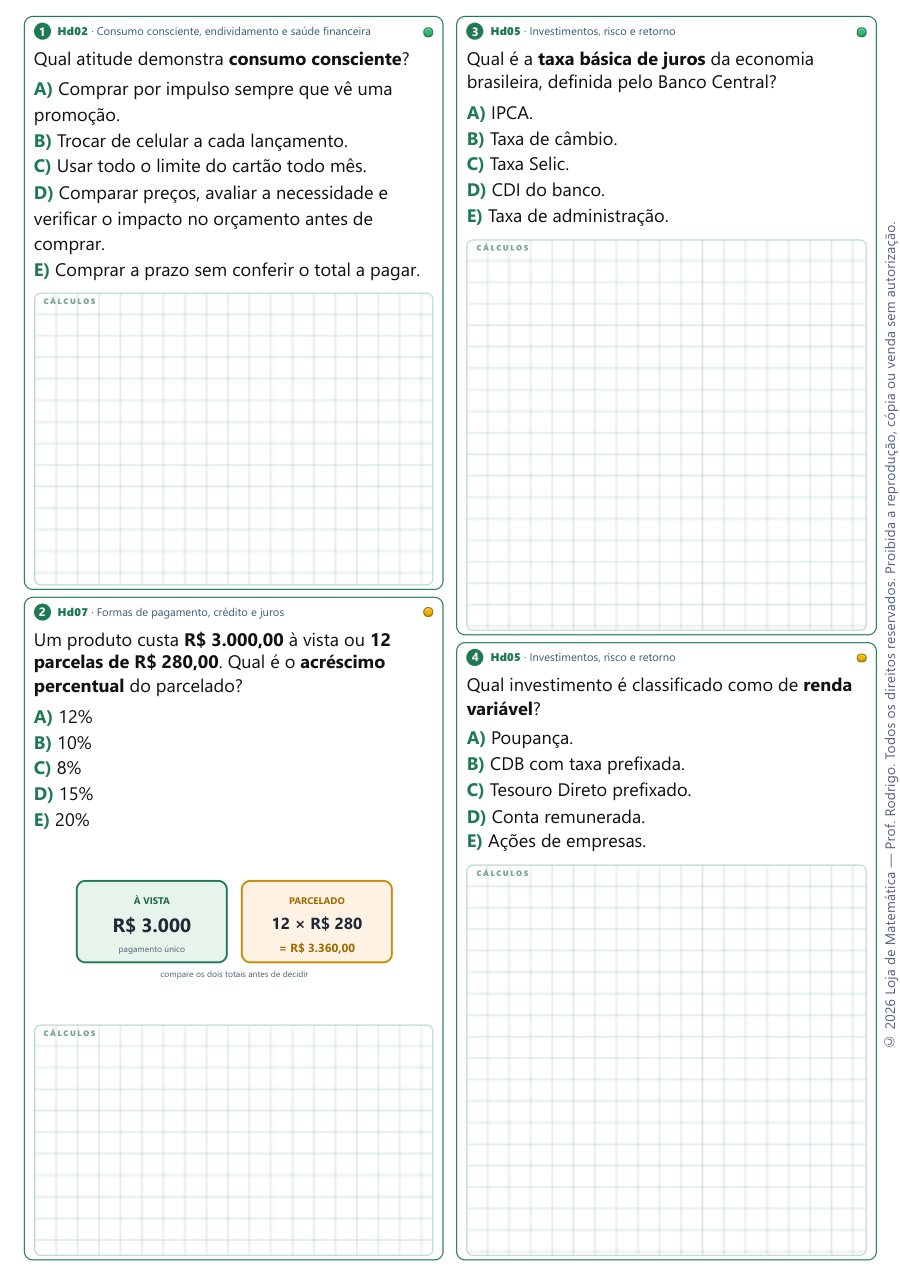 1 Hd02 · Consumo consciente, endividamento e saúde financeira
Qual atitude demonstra consumo consciente?
A) Comprar por impulso sempre que vê uma
promoção.
B) Trocar de celular a cada lançamento.
C) Usar todo o limite do cartão todo mês.
D) Comparar preços, avaliar a necessidade e
verificar o impacto no orçamento antes de
comprar.
E) Comprar a prazo sem conferir o total a pagar.
CÁLCULOS
2 Hd07 · Formas de pagamento, crédito e juros
Um produto custa R$ 3.000,00 à vista ou 12
parcelas de R$ 280,00. Qual é o acréscimo
percentual do parcelado?
A) 12%
B) 10%
C) 8%
D) 15%
E) 20%
À VISTA
R$ 3.000
pagamento único
PARCELADO
12 × R$ 280
= R$ 3.360,00
compare os dois totais antes de decidir
CÁLCULOS
3 Hd05 · Investimentos, risco e retorno
Qual é a taxa básica de juros da economia
brasileira, definida pelo Banco Central?
A) IPCA.
B) Taxa de câmbio.
C) Taxa Selic.
D) CDI do banco.
E) Taxa de administração.
CÁLCULOS
4 Hd05 · Investimentos, risco e retorno
Qual investimento é classificado como de renda
variável?
A) Poupança.
B) CDB com taxa prefixada.
C) Tesouro Direto prefixado.
D) Conta remunerada.
E) Ações de empresas.
CÁLCULOS
© 2026 Loja de Matemática — Prof. Rodrigo. Todos os direitos reservados. Proibida a reprodução, cópia ou venda sem autorização.